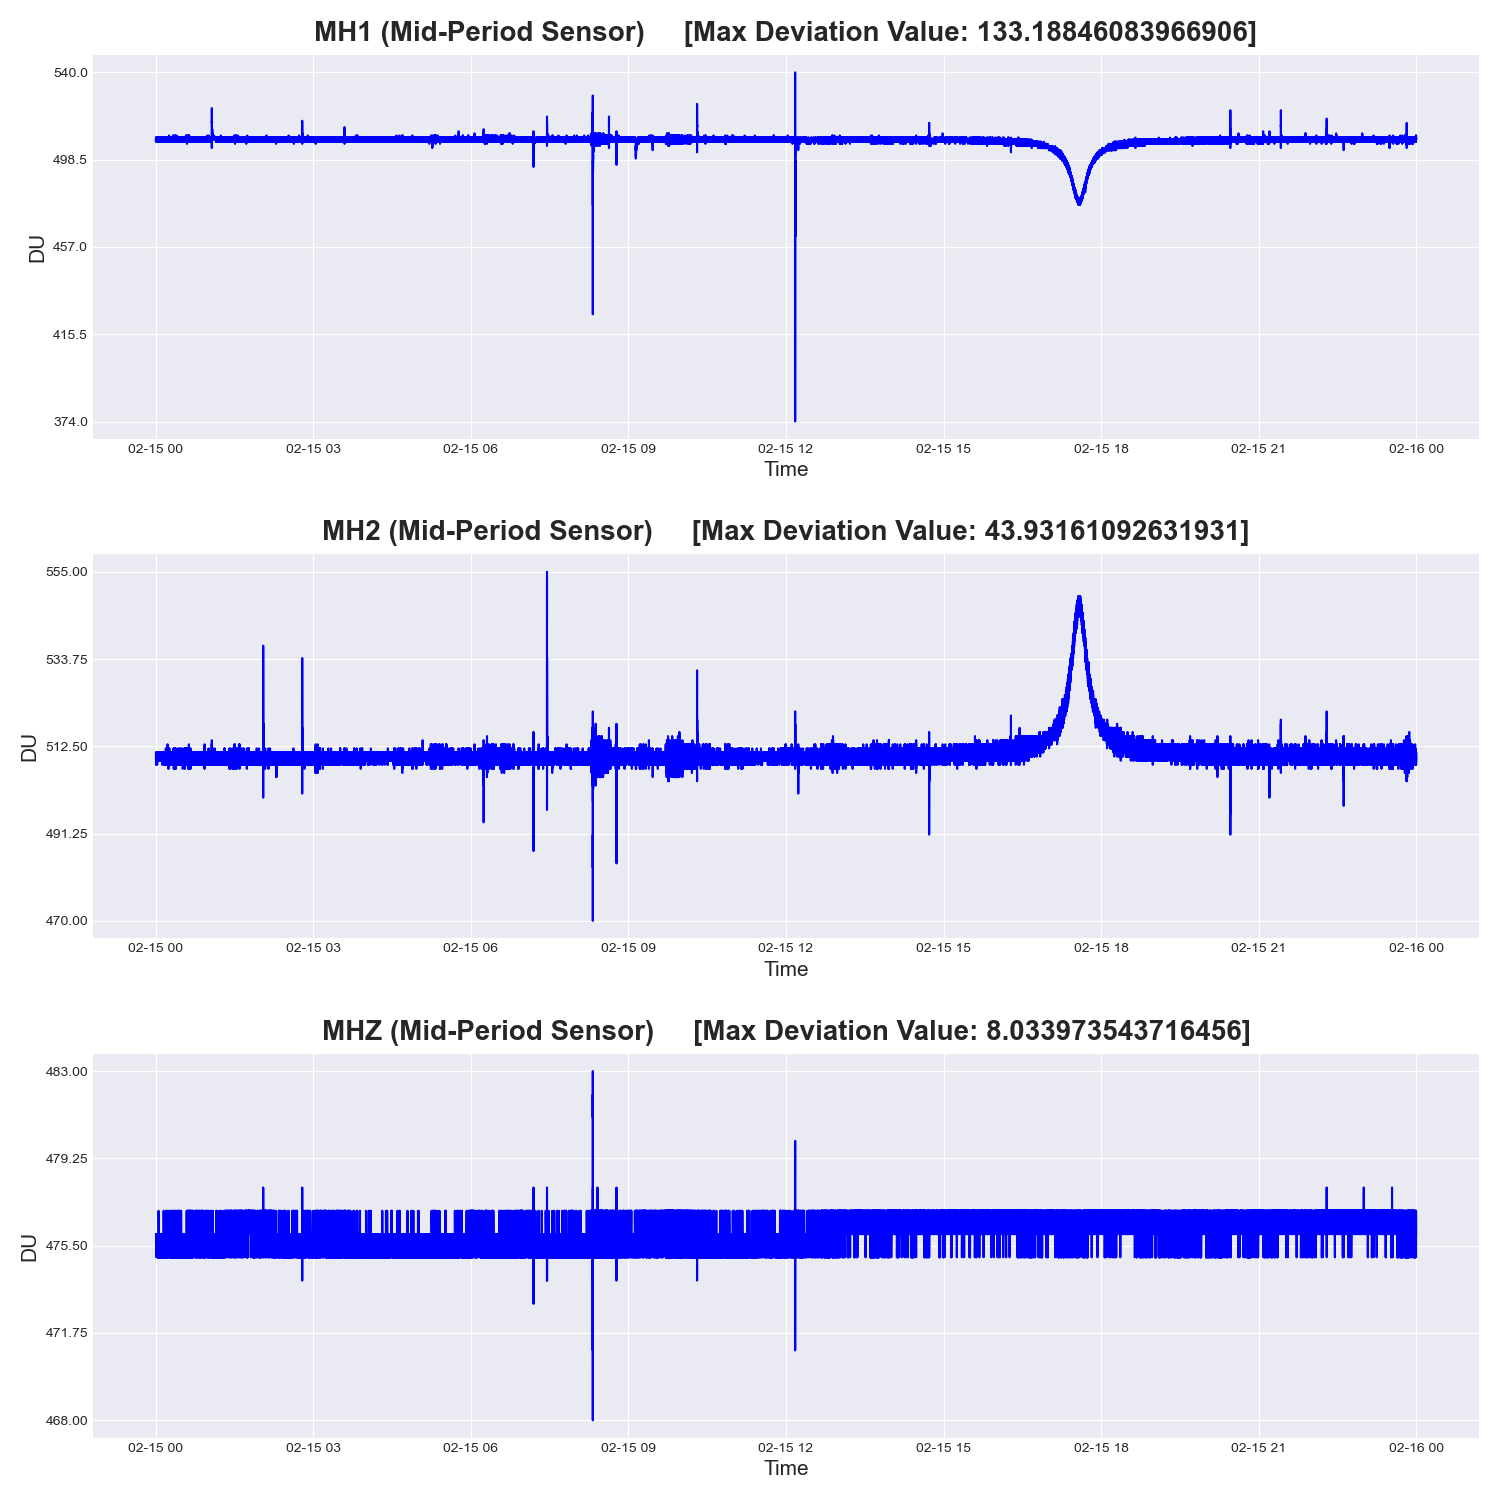 MH1 (Mid-Period Sensor) [Max Deviation Value: 133.18846083966906]
540.0
498.5
457.0
415.5
374.0
DU
02-15 00 02-15 03 02-15 06 02-15 09 02-15 12 02-15 15 02-15 18 02-15 21 02-16 00
Time
MH2 (Mid-Period Sensor) [Max Deviation Value: 43.93161092631931]
555.00
533.75
512.50
491.25
470.00
DU
02-15 00 02-15 03 02-15 06 02-15 09 02-15 12 02-15 15 02-15 18 02-15 21 02-16 00
Time
MHZ (Mid-Period Sensor) [Max Deviation Value: 8.033973543716456]
483.00
479.25
475.50
471.75
468.00
DU
02-15 00 02-15 03 02-15 06 02-15 09 02-15 12 02-15 15 02-15 18 02-15 21 02-16 00
Time